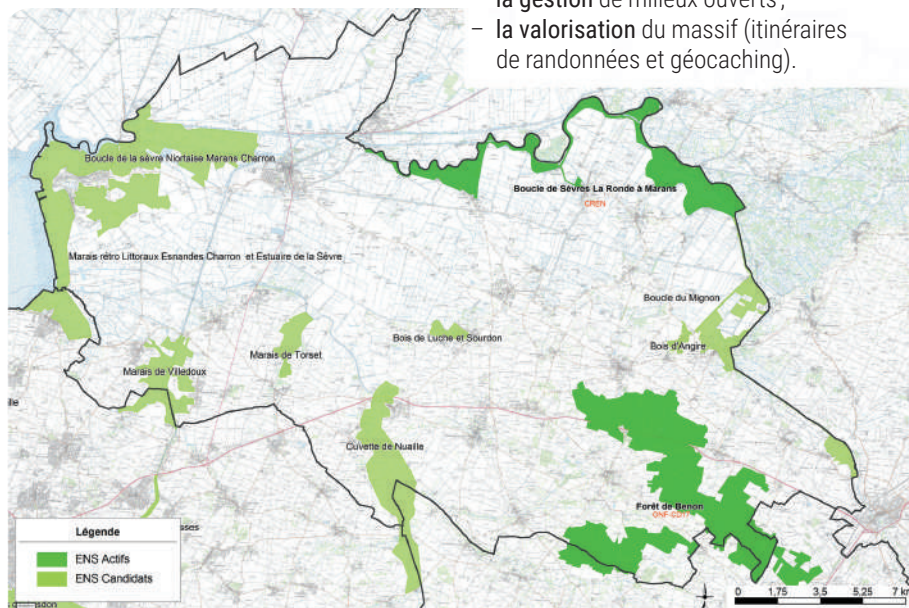 la gestion de milieux ouverts ;
– la valorisation du massif (itinéraires
de randonnées et géocaching).
Boucle de la sèvre Niortaise Marans Charron
Boucle de Sèvres La Ronde à Marans
CREN
Marais rétro Littoraux Esnandes Charron et Estuaire de la Sèvre
Boucle du Mignon
Marais de Torset
Bois de Luche et Sourdon
Bois d'Angire
Marais de Villedoux
Cuvette de Nuaille
Forêt de Benon
Légende
ENS Actifs
ENS Candidats
0 1,75 3,5 5,25 7 km